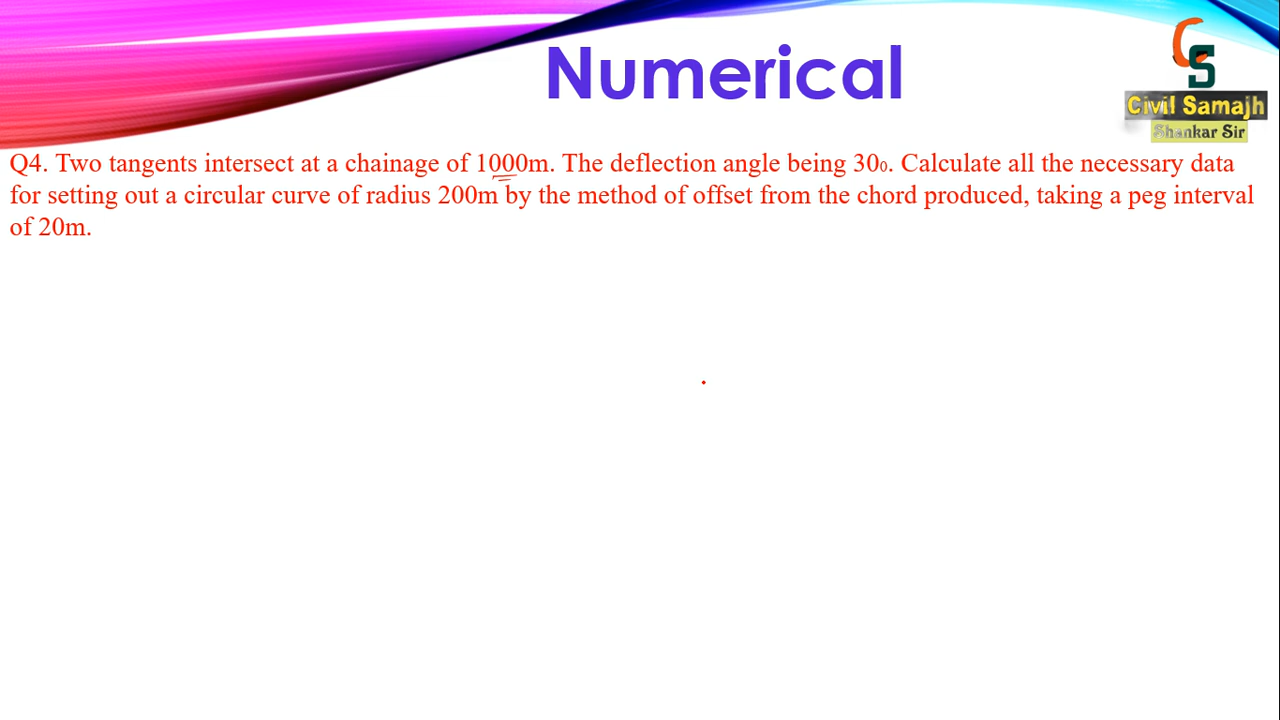 Numerical
CS
Civil Samajh
Shankar Sir
Q4. Two tangents intersect at a chainage of 1000m. The deflection angle being 30₀. Calculate all the necessary data
for setting out a circular curve of radius 200m by the method of offset from the chord produced, taking a peg interval
of 20m.